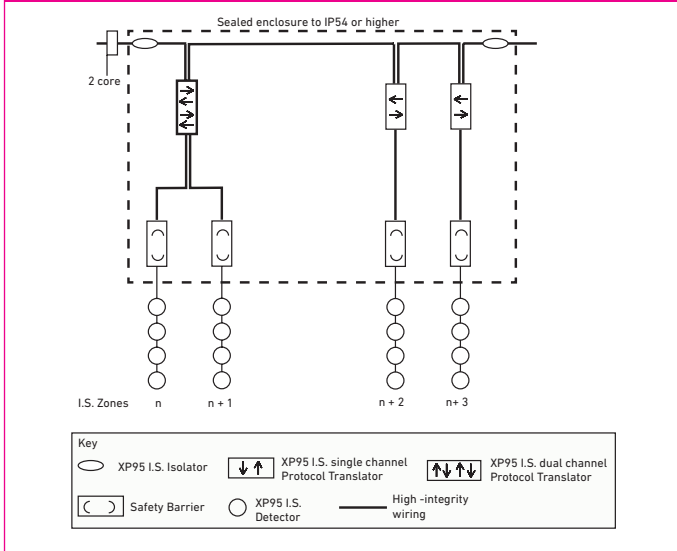 Sealed enclosure to IP54 or higher
2 core
I.S. Zones n n + 1 n + 2 n+ 3
Key
XP95 I.S. Isolator
XP95 I.S. single channel
Protocol Translator
XP95 I.S. dual channel
Protocol Translator
Safety Barrier
XP95 I.S.
Detector
High -integrity
wiring